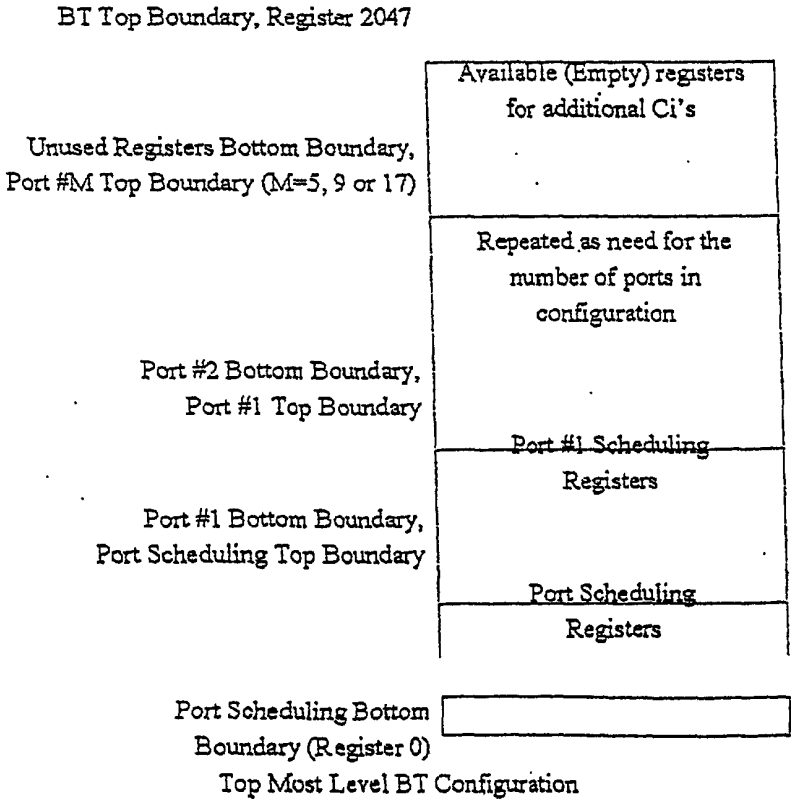 BT Top Boundary, Register 2047
Available (Empty) registers
for additional Ci's
Unused Registers Bottom Boundary,
Port #M Top Boundary (M=5, 9 or 17)
Repeated as need for the
number of ports in
configuration
Port #2 Bottom Boundary,
Port #1 Top Boundary
Port #1 Scheduling
Registers
Port #1 Bottom Boundary,
Port Scheduling Top Boundary
Port Scheduling
Registers
Port Scheduling Bottom
Boundary (Register 0)
Top Most Level BT Configuration